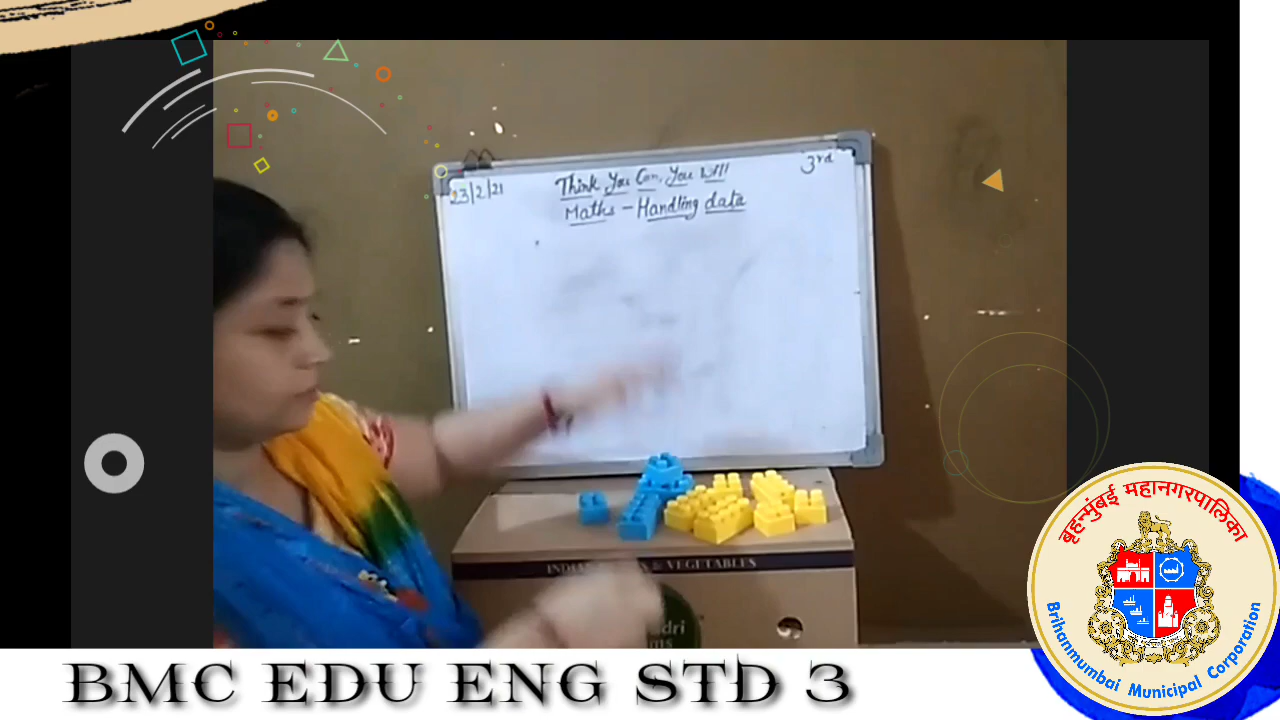 3rd
23/2/21
Think You Can, You Will
Maths - Handling data
& VEGETABLES
बृहन्मुंबई महानगरपालिका
Brihanmumbai Municipal Corporation
BMC EDU ENG STD 3